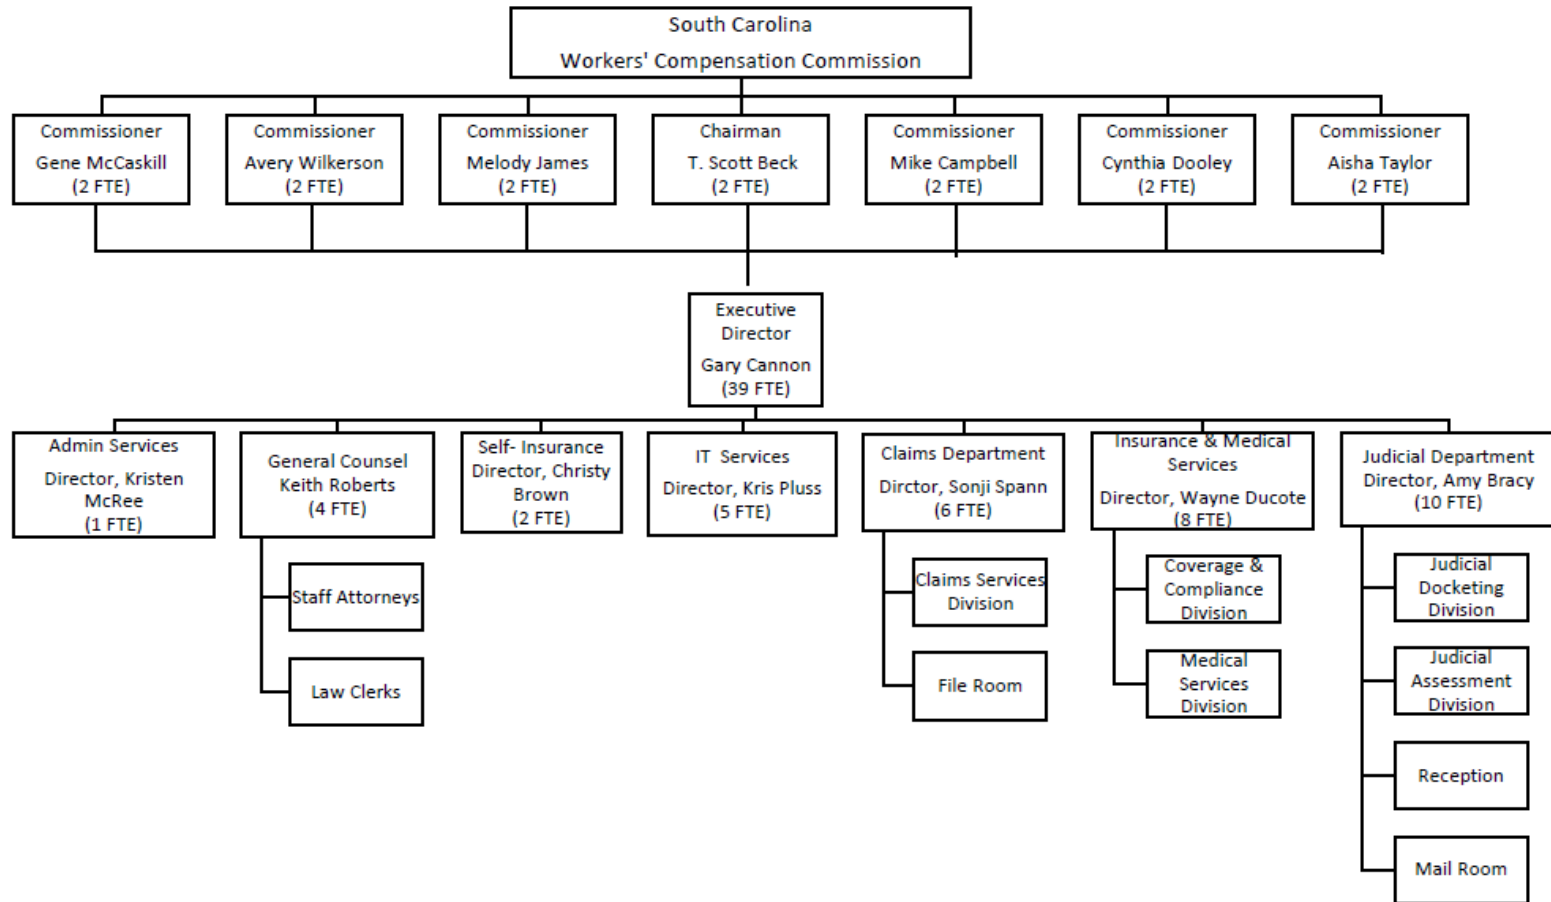 South Carolina
Workers' Compensation Commission
Commissioner
Gene McCaskill
(2 FTE)
Commissioner
Avery Wilkerson
(2 FTE)
Commissioner
Melody James
(2 FTE)
Chairman
T. Scott Beck
(2 FTE)
Commissioner
Mike Campbell
(2 FTE)
Commissioner
Cynthia Dooley
(2 FTE)
Commissioner
Aisha Taylor
(2 FTE)
Executive
Director
Gary Cannon
(39 FTE)
Admin Services
Director, Kristen
McRee
(1 FTE)
General Counsel
Keith Roberts
(4 FTE)
Self- Insurance
Director, Christy
Brown
(2 FTE)
IT Services
Director, Kris Pluss
(5 FTE)
Claims Department
Dirctor, Sonji Spann
(6 FTE)
Insurance & Medical
Services
Director, Wayne Ducote
(8 FTE)
Judicial Department
Director, Amy Bracy
(10 FTE)
Staff Attorneys
Law Clerks
Claims Services
Division
File Room
Coverage &
Compliance
Division
Medical
Services
Division
Judicial
Docketing
Division
Judicial
Assessment
Division
Reception
Mail Room